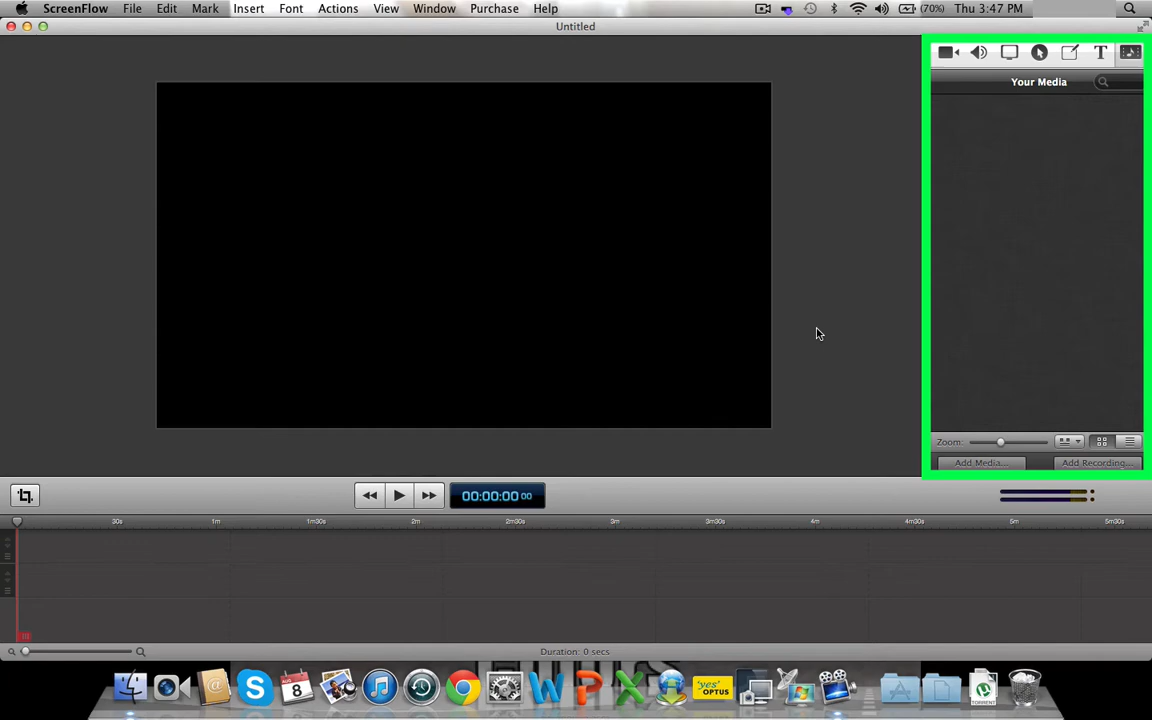 ScreenFlow File Edit Mark Insert Font Actions View Window Purchase Help (70%) Thu 3:47 PM
Untitled
T
Your Media
Zoom:
Add Media... Add Recording...
00:00:00 00
30s 1m 1m30s 2m 2m30s 3m 3m30s 4m 4m30s 5m 5m30s
Duration: 0 secs
8
W P X
'yes'
OPTUS
TORRENT